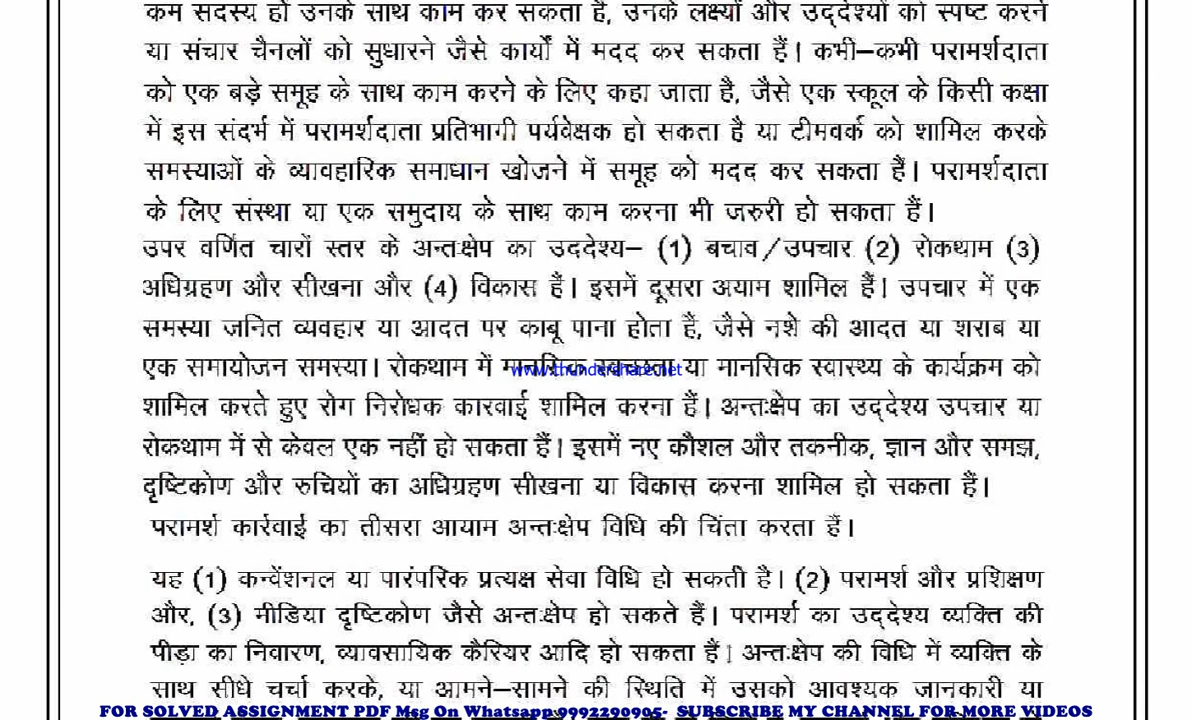 कम सदस्य हो उनके साथ काम कर सकता है, उनके लक्ष्यों और उद्देश्यों को स्पष्ट करने
या संचार चैनलों को सुधारने जैसे कार्यों में मदद कर सकता हैं। कभी–कभी परामर्शदाता
को एक बड़े समूह के साथ काम करने के लिए कहा जाता है, जैसे एक स्कूल के किसी कक्षा
में इस संदर्भ में परामर्शदाता प्रतिभागी पर्यवेक्षक हो सकता है या टीमवर्क को शामिल करके
समस्याओं के व्यावहारिक समाधान खोजने में समूह को मदद कर सकता हैं। परामर्शदाता
के लिए संस्था या एक समुदाय के साथ काम करना भी जरुरी हो सकता हैं।
उपर वर्णित चारों स्तर के अन्तःक्षेप का उददेश्य– (1) बचाव/उपचार (2) रोकथाम (3)
अधिग्रहण और सीखना और (4) विकास हैं। इसमें दूसरा अयाम शामिल हैं। उपचार में एक
समस्या जनित व्यवहार या आदत पर काबू पाना होता हैं, जैसे नशे की आदत या शराब या
एक समायोजन समस्या। रोकथाम में मानसिक स्वच्छता या मानसिक स्वास्थ्य के कार्यक्रम को
www.thundershare.net
शामिल करते हुए रोग निरोधक कारवाई शामिल करना हैं। अन्तःक्षेप का उद्देश्य उपचार या
रोकथाम में से केवल एक नहीं हो सकता हैं। इसमें नए कौशल और तकनीक, ज्ञान और समझ,
दृष्टिकोण और रुचियों का अधिग्रहण सीखना या विकास करना शामिल हो सकता हैं।
परामर्श कार्रवाई का तीसरा आयाम अन्तःक्षेप विधि की चिंता करता हैं।
यह (1) कन्वेंशनल या पारंपरिक प्रत्यक्ष सेवा विधि हो सकती है। (2) परामर्श और प्रशिक्षण
और, (3) मीडिया दृष्टिकोण जैसे अन्तःक्षेप हो सकते हैं। परामर्श का उद्देश्य व्यक्ति की
पीड़ा का निवारण, व्यावसायिक कैरियर आदि हो सकता हैं। अन्तःक्षेप की विधि में व्यक्ति के
साथ सीधे चर्चा करके, या आमने–सामने की स्थिति में उसको आवश्यक जानकारी या
FOR SOLVED ASSIGNMENT PDF Msg On Whatsapp 9992290905- SUBSCRIBE MY CHANNEL FOR MORE VIDEOS